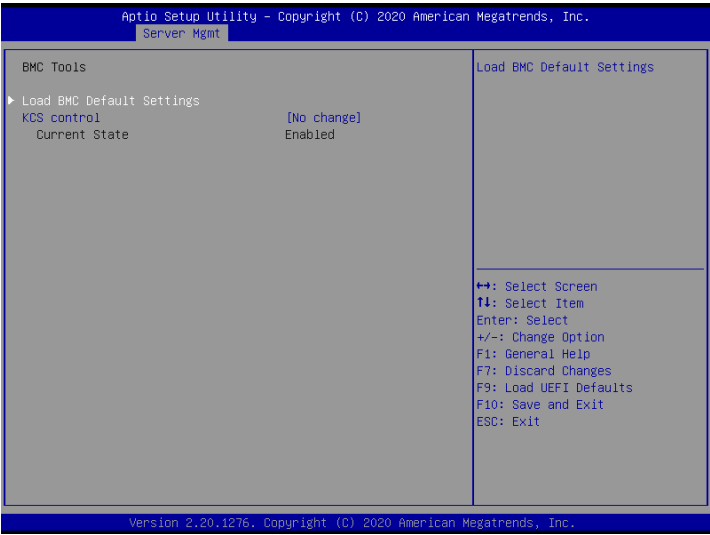 Aptio Setup Utility – Copyright (C) 2020 American Megatrends, Inc.
Server Mgmt
BMC Tools
Load BMC Default Settings
KCS control [No change]
Current State Enabled
Load BMC Default Settings
↔: Select Screen
↑↓: Select Item
Enter: Select
+/-: Change Option
F1: General Help
F7: Discard Changes
F9: Load UEFI Defaults
F10: Save and Exit
ESC: Exit
Version 2.20.1276. Copyright (C) 2020 American Megatrends, Inc.